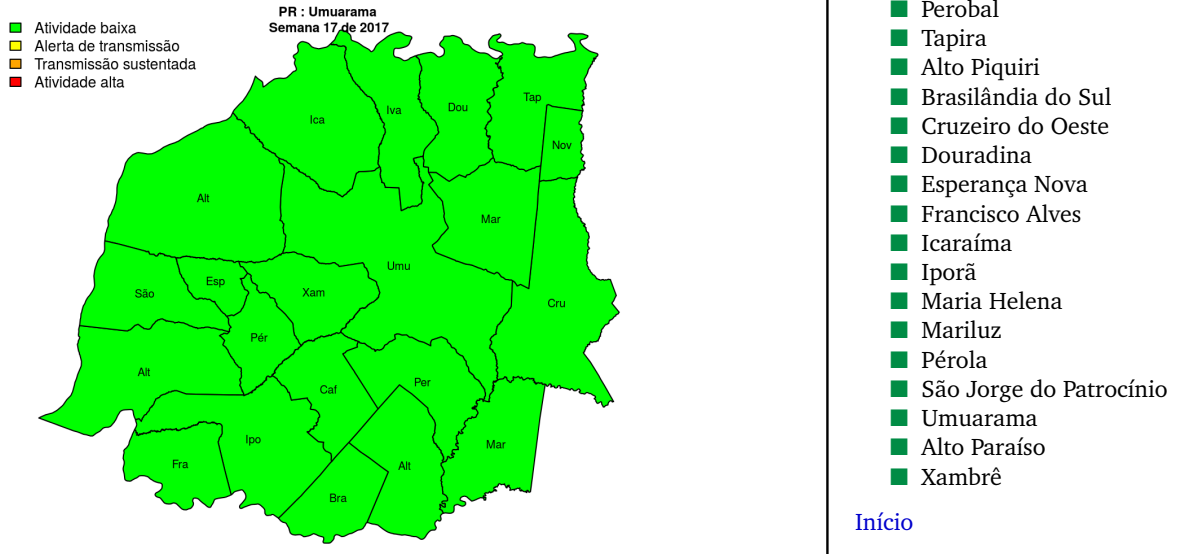 PR : Umuarama
Semana 17 de 2017
Atividade baixa
Alerta de transmissão
Transmissão sustentada
Atividade alta
Ica
Iva
Dou
Tap
Nov
Alt
Mar
Umu
Esp
São
Xam
Cru
Pér
Alt
Caf
Per
Ipo
Mar
Fra
Alt
Bra
Perobal
Tapira
Alto Piquiri
Brasilândia do Sul
Cruzeiro do Oeste
Douradina
Esperança Nova
Francisco Alves
Icaraíma
Iporã
Maria Helena
Mariluz
Pérola
São Jorge do Patrocínio
Umuarama
Alto Paraíso
Xambrê
Início